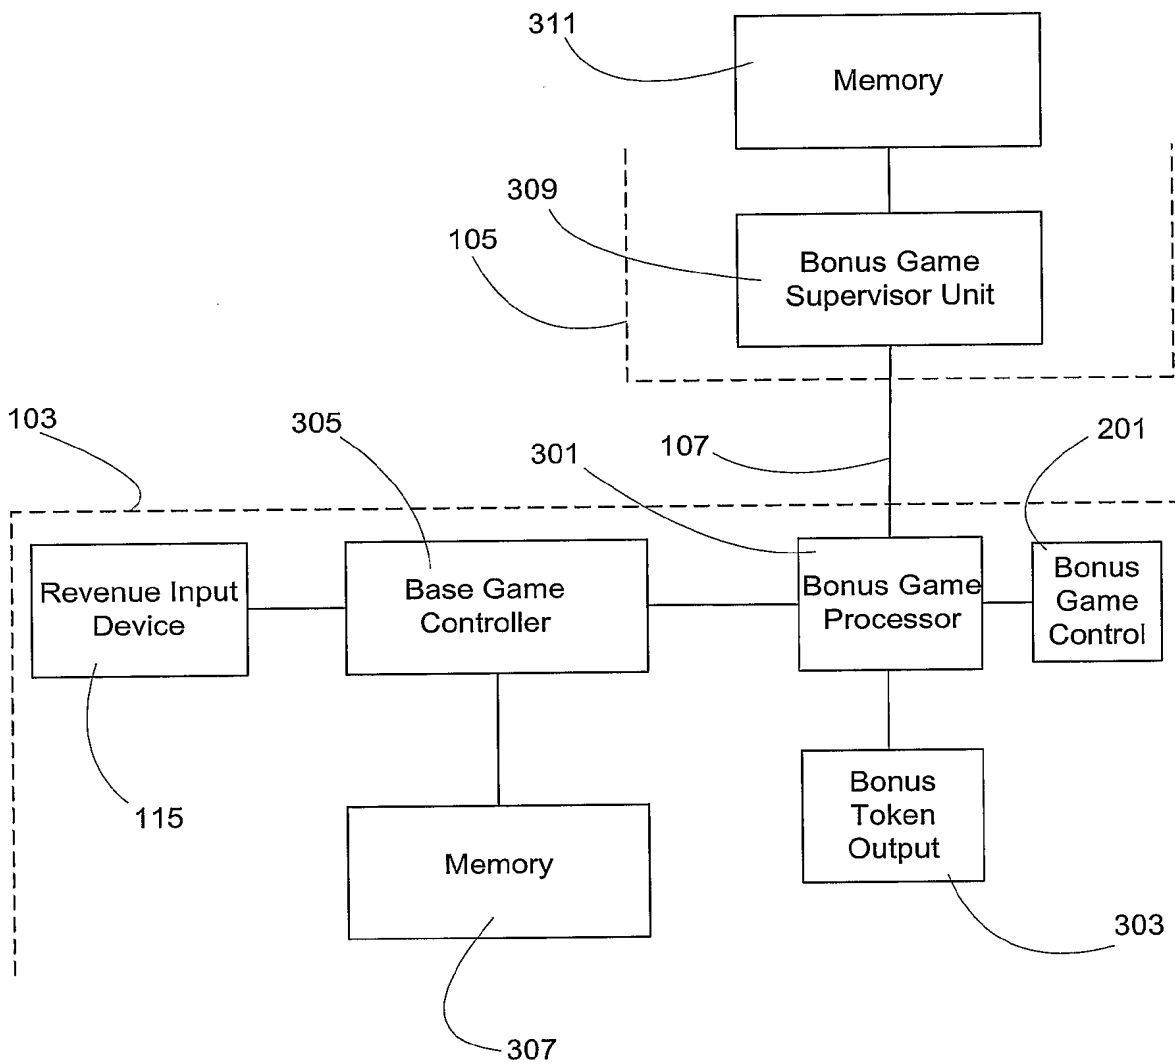 311
Memory
309
105
Bonus Game
Supervisor Unit
103
305
107
201
301
Revenue Input
Device
Base Game
Controller
Bonus Game
Processor
Bonus
Game
Control
115
Memory
Bonus
Token
Output
303
307